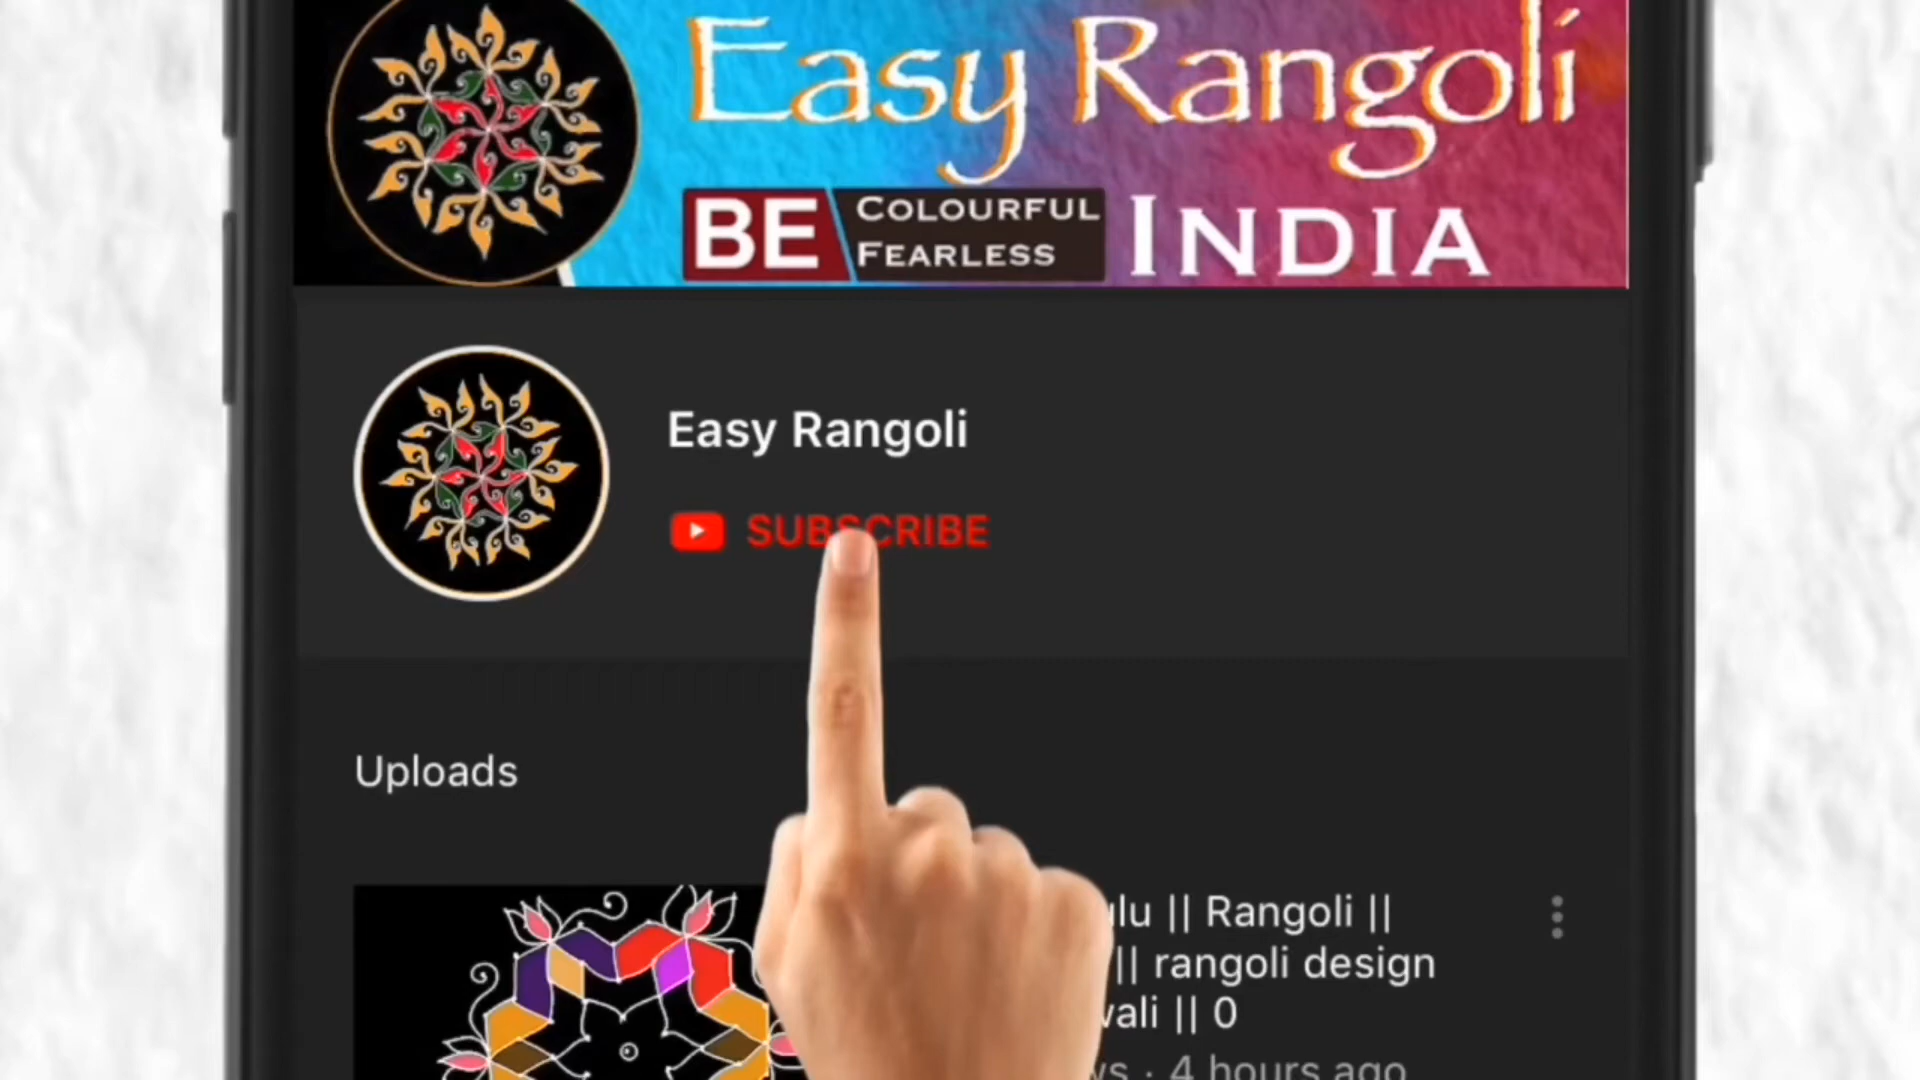 Easy Rangoli
BE COLOURFUL FEARLESS INDIA
Easy Rangoli
SUBSCRIBE
Uploads
|| Rangoli ||
|| rangoli design
|| 0
4 hours ago